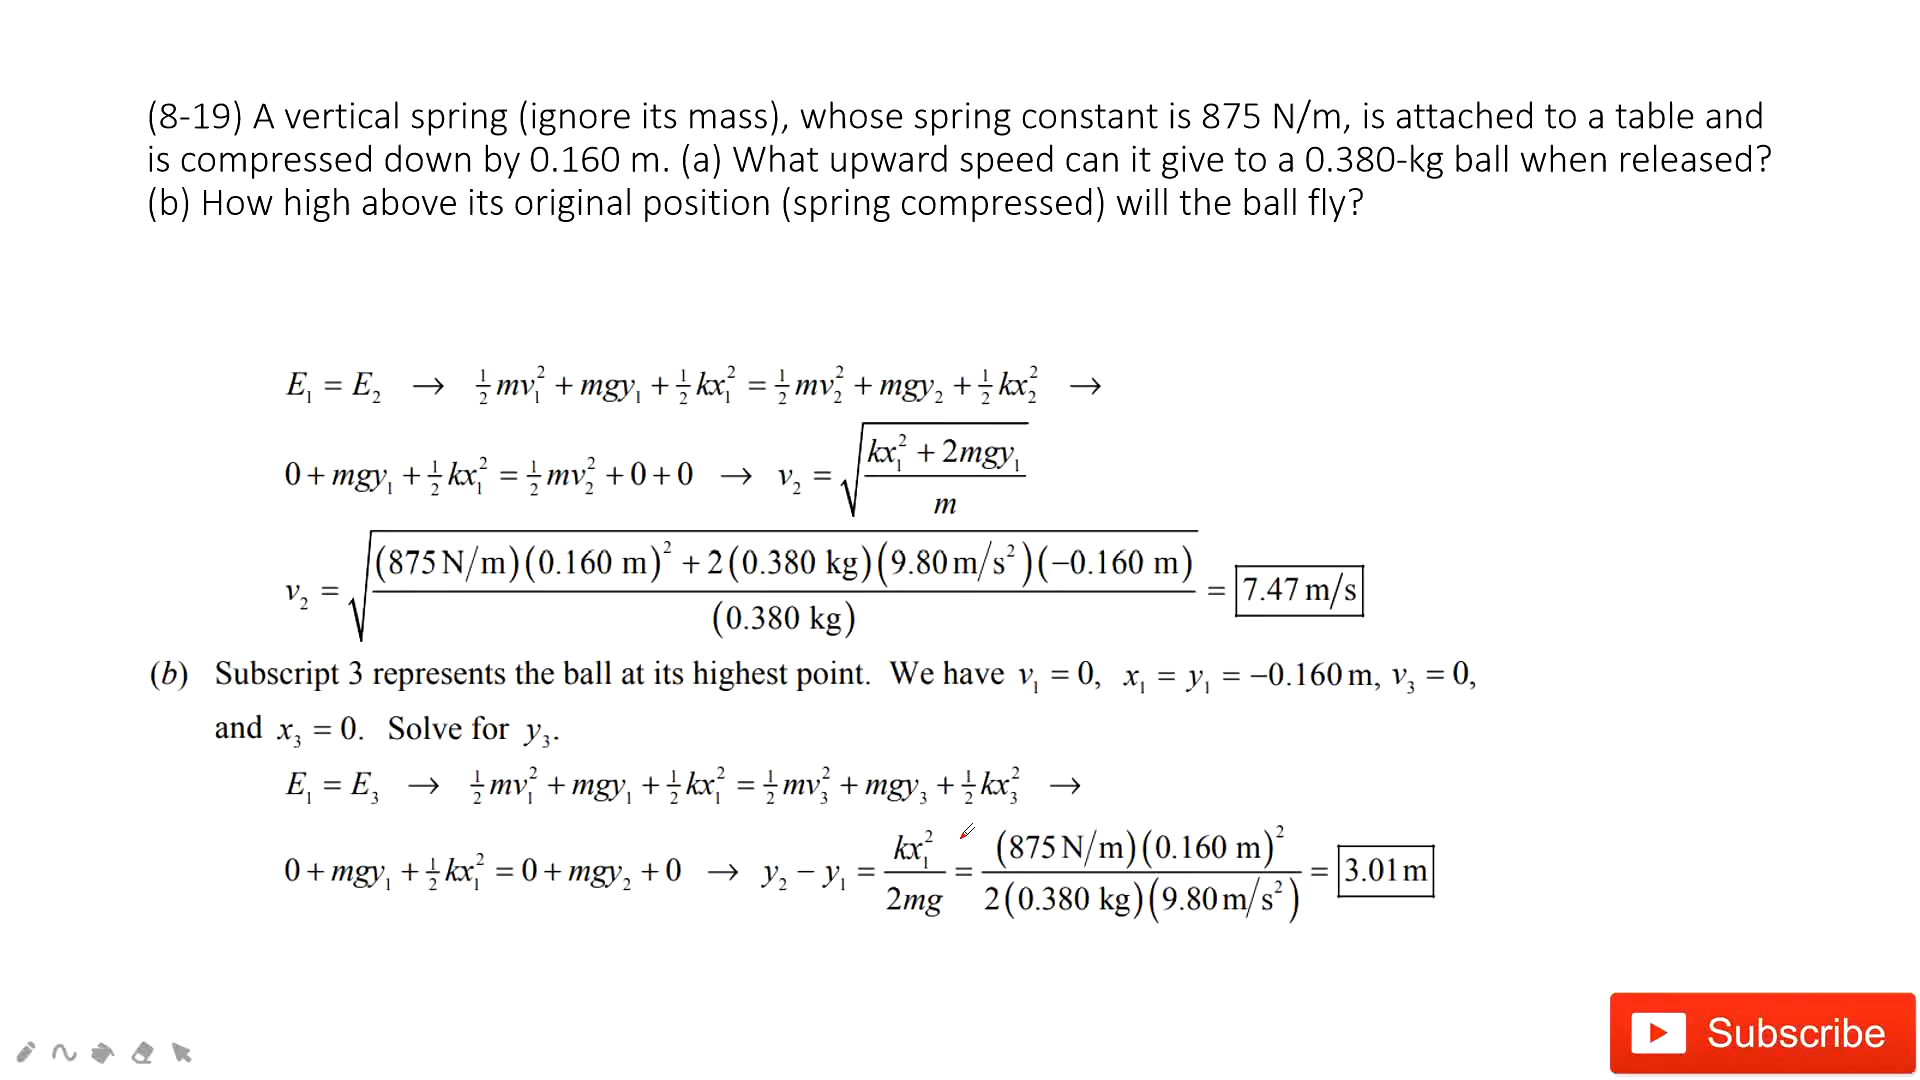 (8-19) A vertical spring (ignore its mass), whose spring constant is 875 N/m, is attached to a table and
is compressed down by 0.160 m. (a) What upward speed can it give to a 0.380-kg ball when released?
(b) How high above its original position (spring compressed) will the ball fly?
E₁ = E₂ → ½mv₁² + mgy₁ + ½kx₁² = ½mv₂² + mgy₂ + ½kx₂² →
0 + mgy₁ + ½kx₁² = ½mv₂² + 0 + 0 → v₂ = √((kx₁² + 2mgy₁)/m)
v₂ = √(((875 N/m)(0.160 m)² + 2(0.380 kg)(9.80 m/s²)(−0.160 m))/(0.380 kg)) = 7.47 m/s
(b) Subscript 3 represents the ball at its highest point. We have v₁ = 0, x₁ = y₁ = −0.160 m, v₃ = 0,
and x₃ = 0. Solve for y₃.
E₁ = E₃ → ½mv₁² + mgy₁ + ½kx₁² = ½mv₃² + mgy₃ + ½kx₃² →
0 + mgy₁ + ½kx₁² = 0 + mgy₂ + 0 → y₂ − y₁ = kx₁²/2mg = (875 N/m)(0.160 m)²/2(0.380 kg)(9.80 m/s²) = 3.01 m
Subscribe